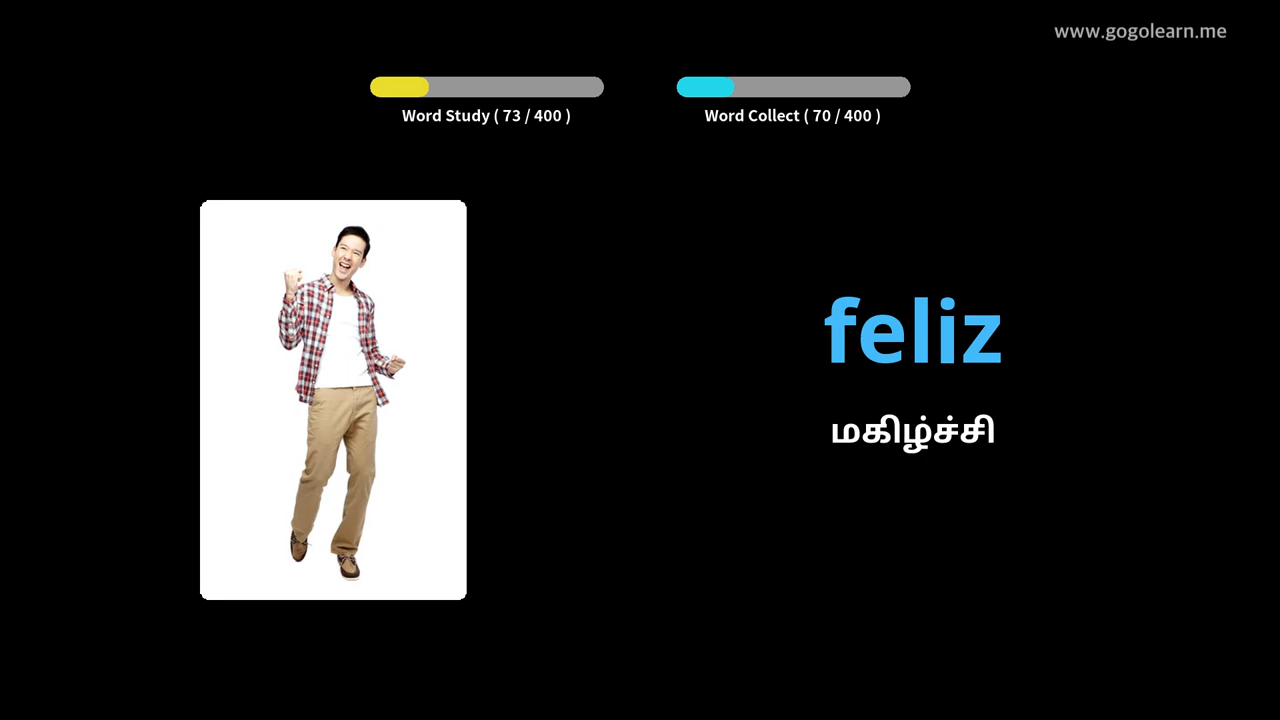 www.gogolearn.me
Word Study ( 73 / 400 )
Word Collect ( 70 / 400 )
feliz
மகிழ்ச்சி